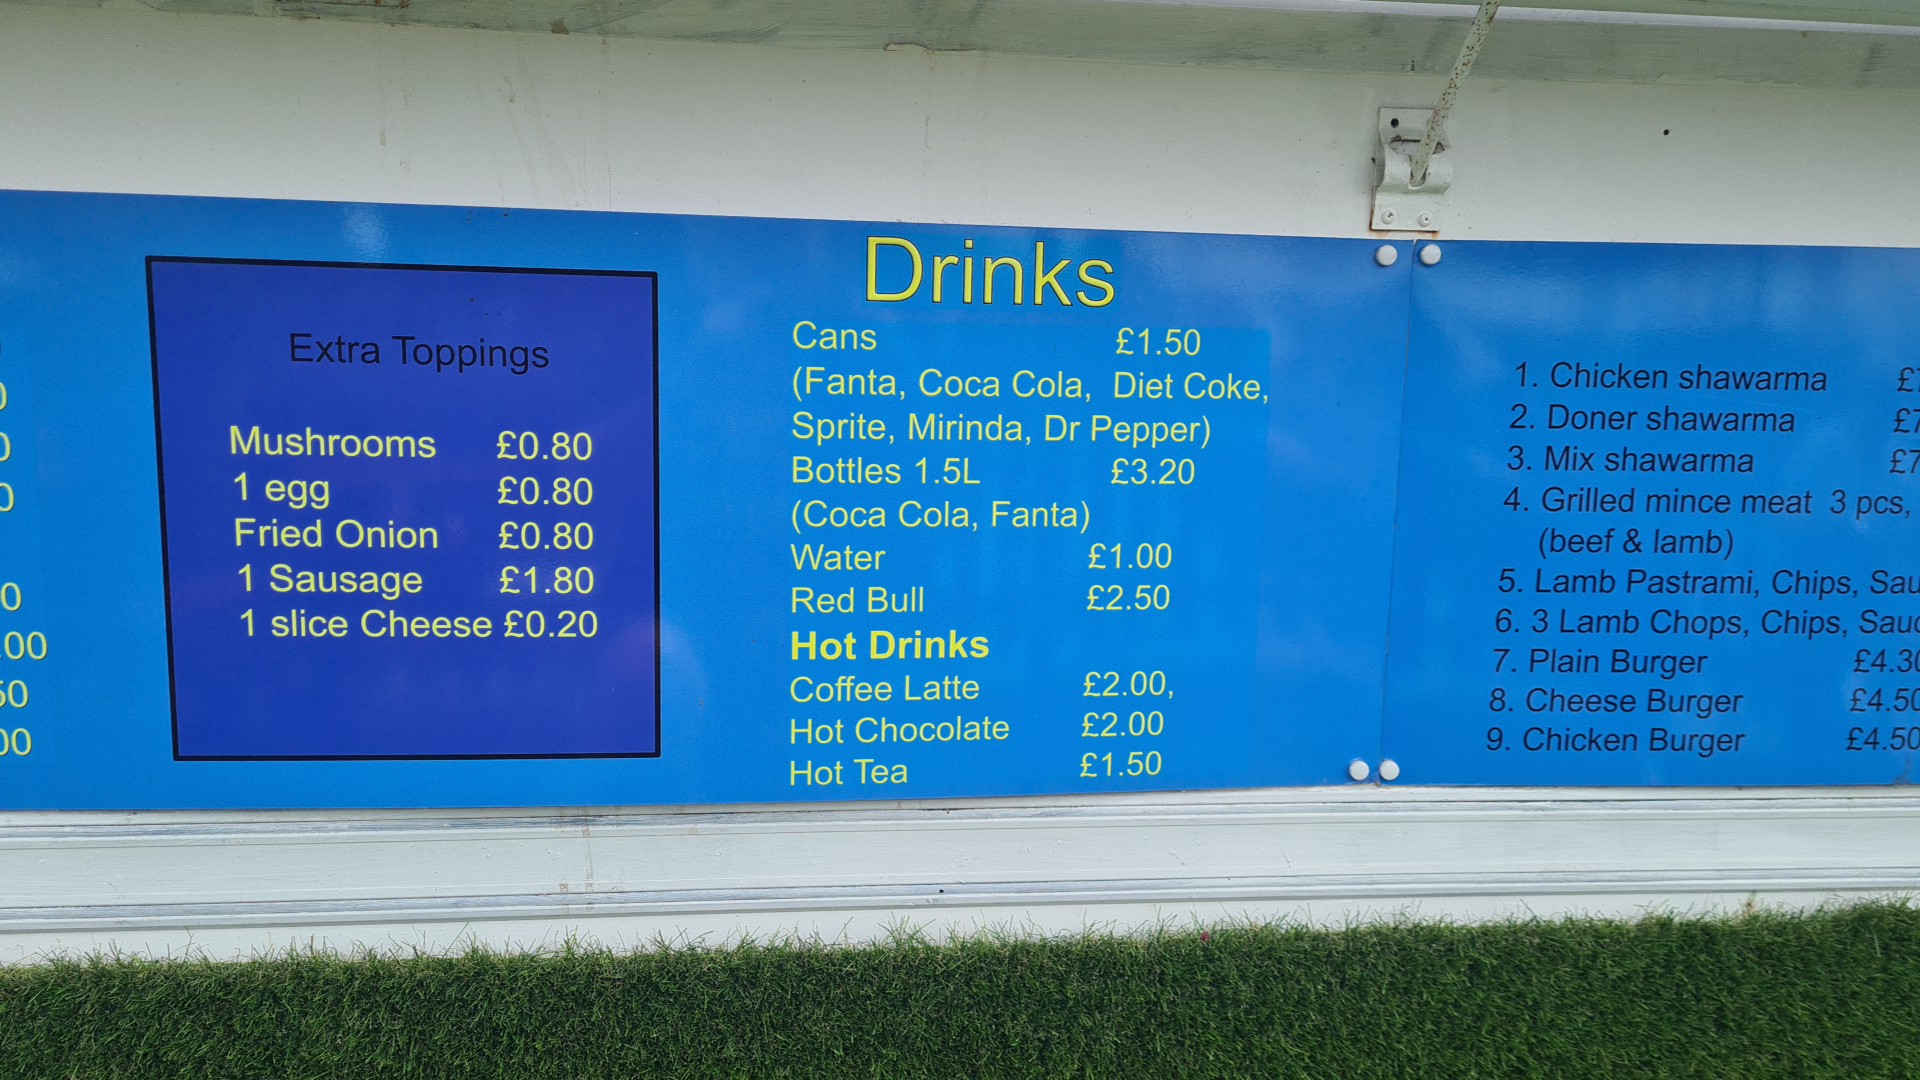 Extra Toppings
Mushrooms £0.80
1 egg £0.80
Fried Onion £0.80
1 Sausage £1.80
1 slice Cheese £0.20
Drinks
Cans £1.50
(Fanta, Coca Cola, Diet Coke,
Sprite, Mirinda, Dr Pepper)
Bottles 1.5L £3.20
(Coca Cola, Fanta)
Water £1.00
Red Bull £2.50
Hot Drinks
Coffee Latte £2.00,
Hot Chocolate £2.00
Hot Tea £1.50
1. Chicken shawarma
2. Doner shawarma £7
3. Mix shawarma £7
4. Grilled mince meat 3 pcs,
(beef & lamb)
5. Lamb Pastrami, Chips,
6. 3 Lamb Chops, Chips,
7. Plain Burger £4.30
8. Cheese Burger £4.50
9. Chicken Burger £4.50